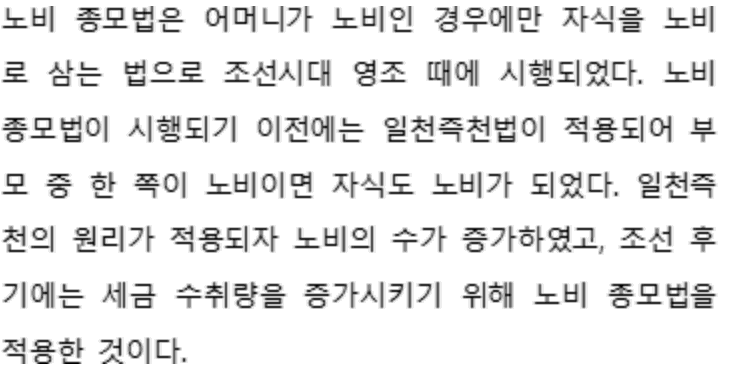 노비 종모법은 어머니가 노비인 경우에만 자식을 노비
로 삼는 법으로 조선시대 영조 때에 시행되었다. 노비
종모법이 시행되기 이전에는 일천즉천법이 적용되어 부
모 중 한 쪽이 노비이면 자식도 노비가 되었다. 일천즉
천의 원리가 적용되자 노비의 수가 증가하였고, 조선 후
기에는 세금 수취량을 증가시키기 위해 노비 종모법을
적용한 것이다.